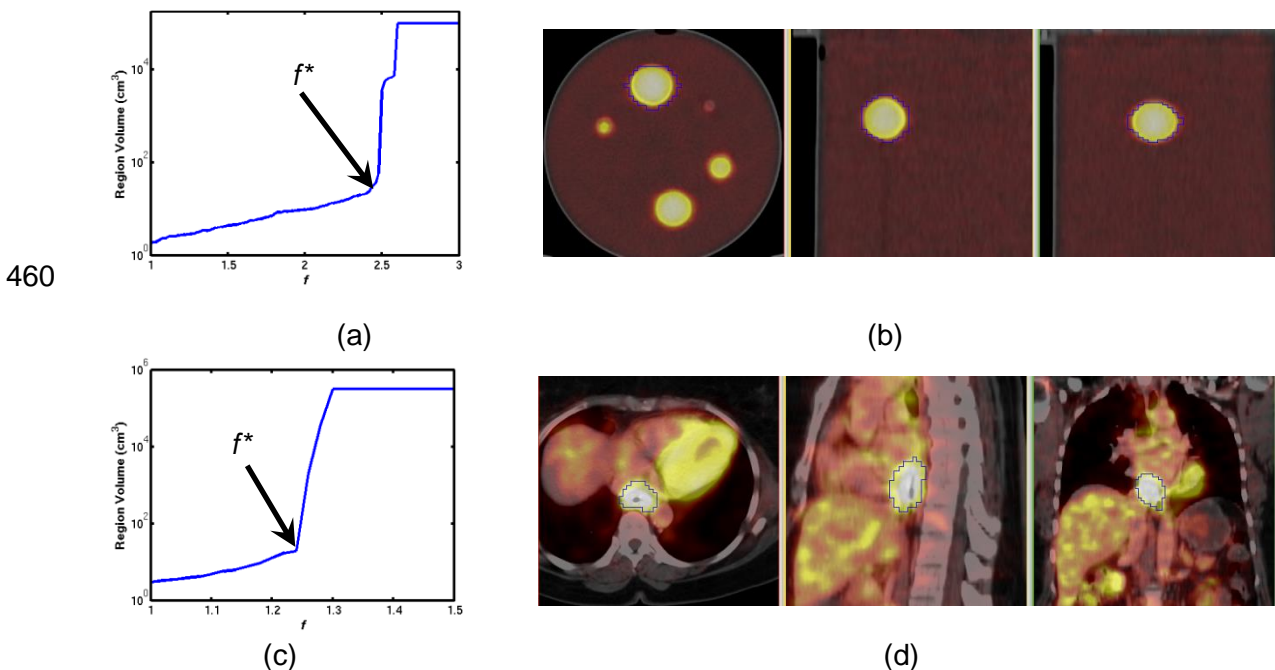 10⁴
10²
10⁰
Region Volume (cm³)
f*
1
1.5
2
2.5
3
f
460
(a)
(b)
10⁶
10⁴
10²
10⁰
Region Volume (cm³)
f*
1
1.1
1.2
1.3
1.4
1.5
f
(c)
(d)